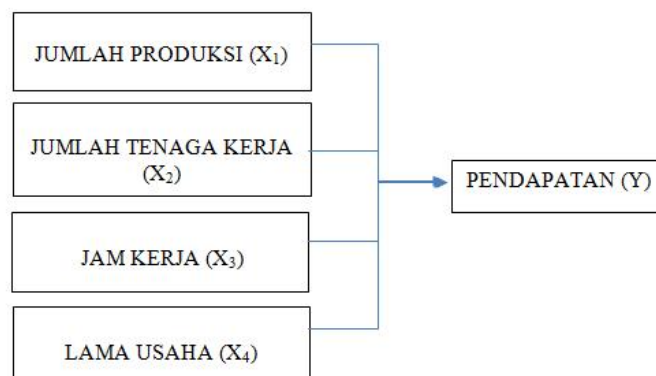 JUMLAH PRODUKSI (X₁)
JUMLAH TENAGA KERJA
(X₂)
JAM KERJA (X₃)
LAMA USAHA (X₄)
PENDAPATAN (Y)